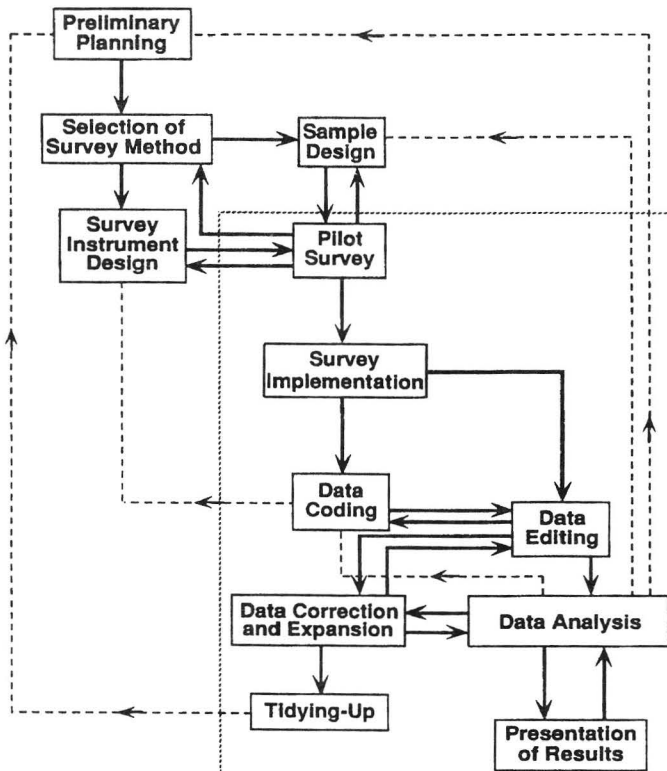 Preliminary
Planning
Selection of
Survey Method
Sample
Design
Survey
Instrument
Design
Pilot
Survey
Survey
Implementation
Data
Coding
Data
Editing
Data Correction
and Expansion
Data Analysis
Tidying-Up
Presentation
of Results